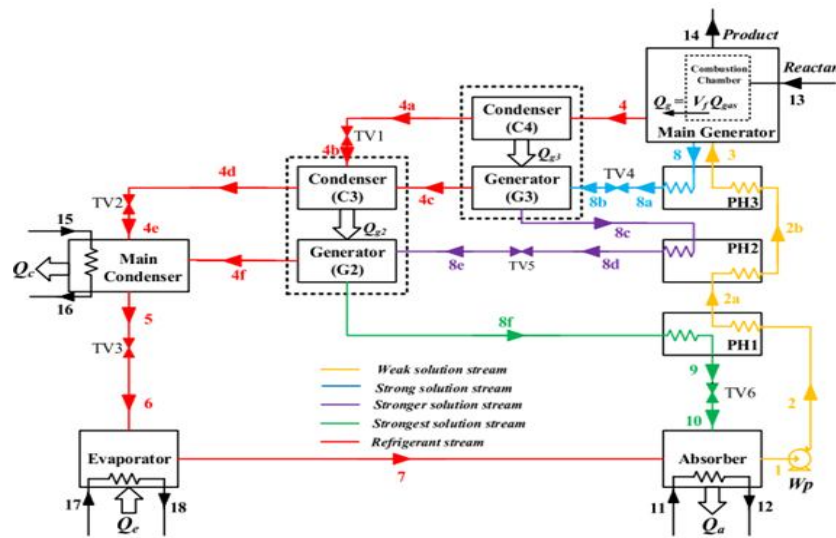 14
Product
Combustion
Chamber
Reactan
13
Qg = VfQgas
Main Generator
4a
Condenser
(C4)
4
TV1
4b
Qg3
8
3
4d
Condenser
(C3)
4c
Generator
(G3)
TV4
8b
8a
PH3
TV2
4e
15
Qg2
8c
2b
Qc
Main
Condenser
4f
Generator
(G2)
8e
TV5
8d
PH2
16
2a
5
8f
PH1
TV3
9
Weak solution stream
Strong solution stream
Stronger solution stream
Strongest solution stream
Refrigerant stream
TV6
2
6
10
Evaporator
Absorber
7
1
Wp
17
18
11
12
Qe
Qa